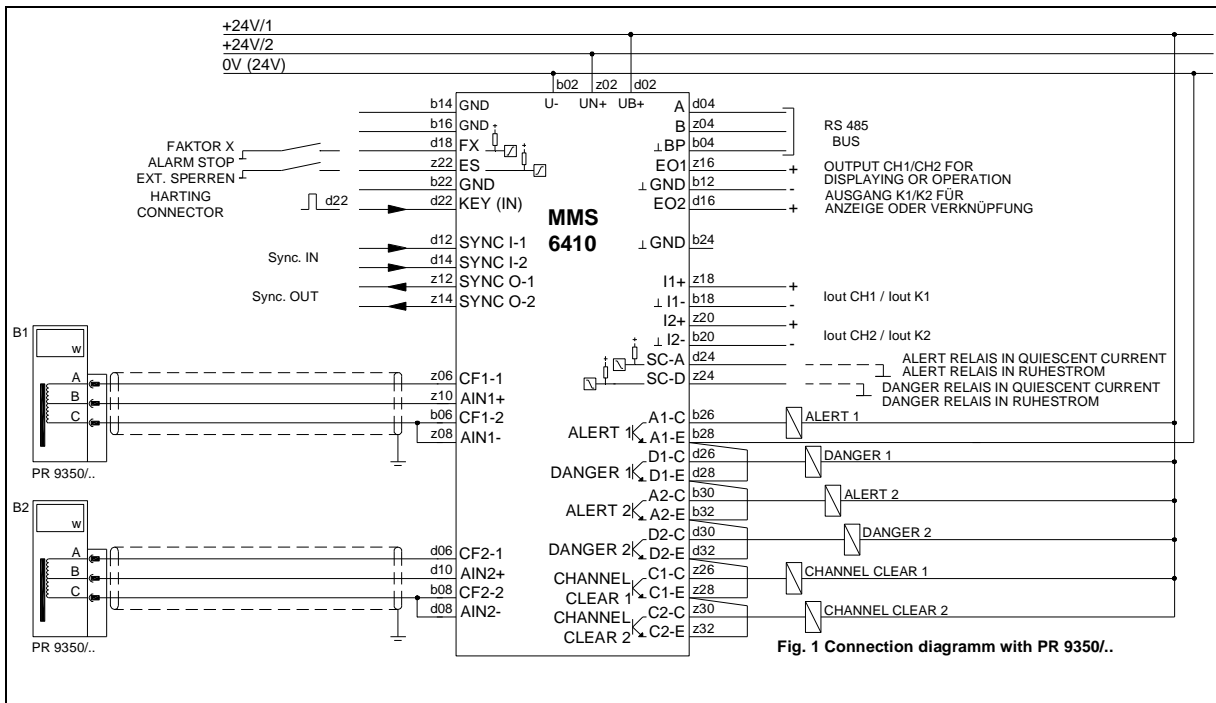 +24V/1
+24V/2
0V (24V)
b02 z02 d02
U- UN+ UB+
b14 GND
b16 GND
FAKTOR X
d18 FX
ALARM STOP
z22 ES
EXT. SPERREN
b22 GND
HARTING
CONNECTOR
d22
d22 KEY (IN)
MMS
6410
d12 SYNC I-1
Sync. IN
d14 SYNC I-2
z12 SYNC O-1
Sync. OUT
z14 SYNC O-2
A d04
B z04
⊥BP b04
RS 485
BUS
EO1 z16 +
⊥GND b12 -
EO2 d16 +
OUTPUT CH1/CH2 FOR
DISPLAYING OR OPERATION
AUSGANG K1/K2 FÜR
ANZEIGE ODER VERKNÜPFUNG
⊥GND b24
I1+ z18 +
⊥I1- b18 -
Iout CH1 / Iout K1
I2+ z20 +
⊥I2- b20 -
Iout CH2 / Iout K2
SC-A d24
ALERT RELAIS IN QUIESCENT CURRENT
ALERT RELAIS IN RUHESTROM
SC-D z24
DANGER RELAIS IN QUIESCENT CURRENT
DANGER RELAIS IN RUHESTROM
B1
w
A
B
C
PR 9350/..
z06 CF1-1
z10 AIN1+
b06 CF1-2
z08 AIN1-
B2
w
A
B
C
PR 9350/..
d06 CF2-1
d10 AIN2+
b08 CF2-2
d08 AIN2-
ALERT 1
A1-C b26
A1-E b28
ALERT 1
DANGER 1
D1-C d26
D1-E d28
DANGER 1
ALERT 2
A2-C b30
A2-E b32
ALERT 2
DANGER 2
D2-C d30
D2-E d32
DANGER 2
CHANNEL
CLEAR 1
C1-C z26
C1-E z28
CHANNEL CLEAR 1
CHANNEL
CLEAR 2
C2-C z30
C2-E z32
CHANNEL CLEAR 2
Fig. 1 Connection diagramm with PR 9350/..